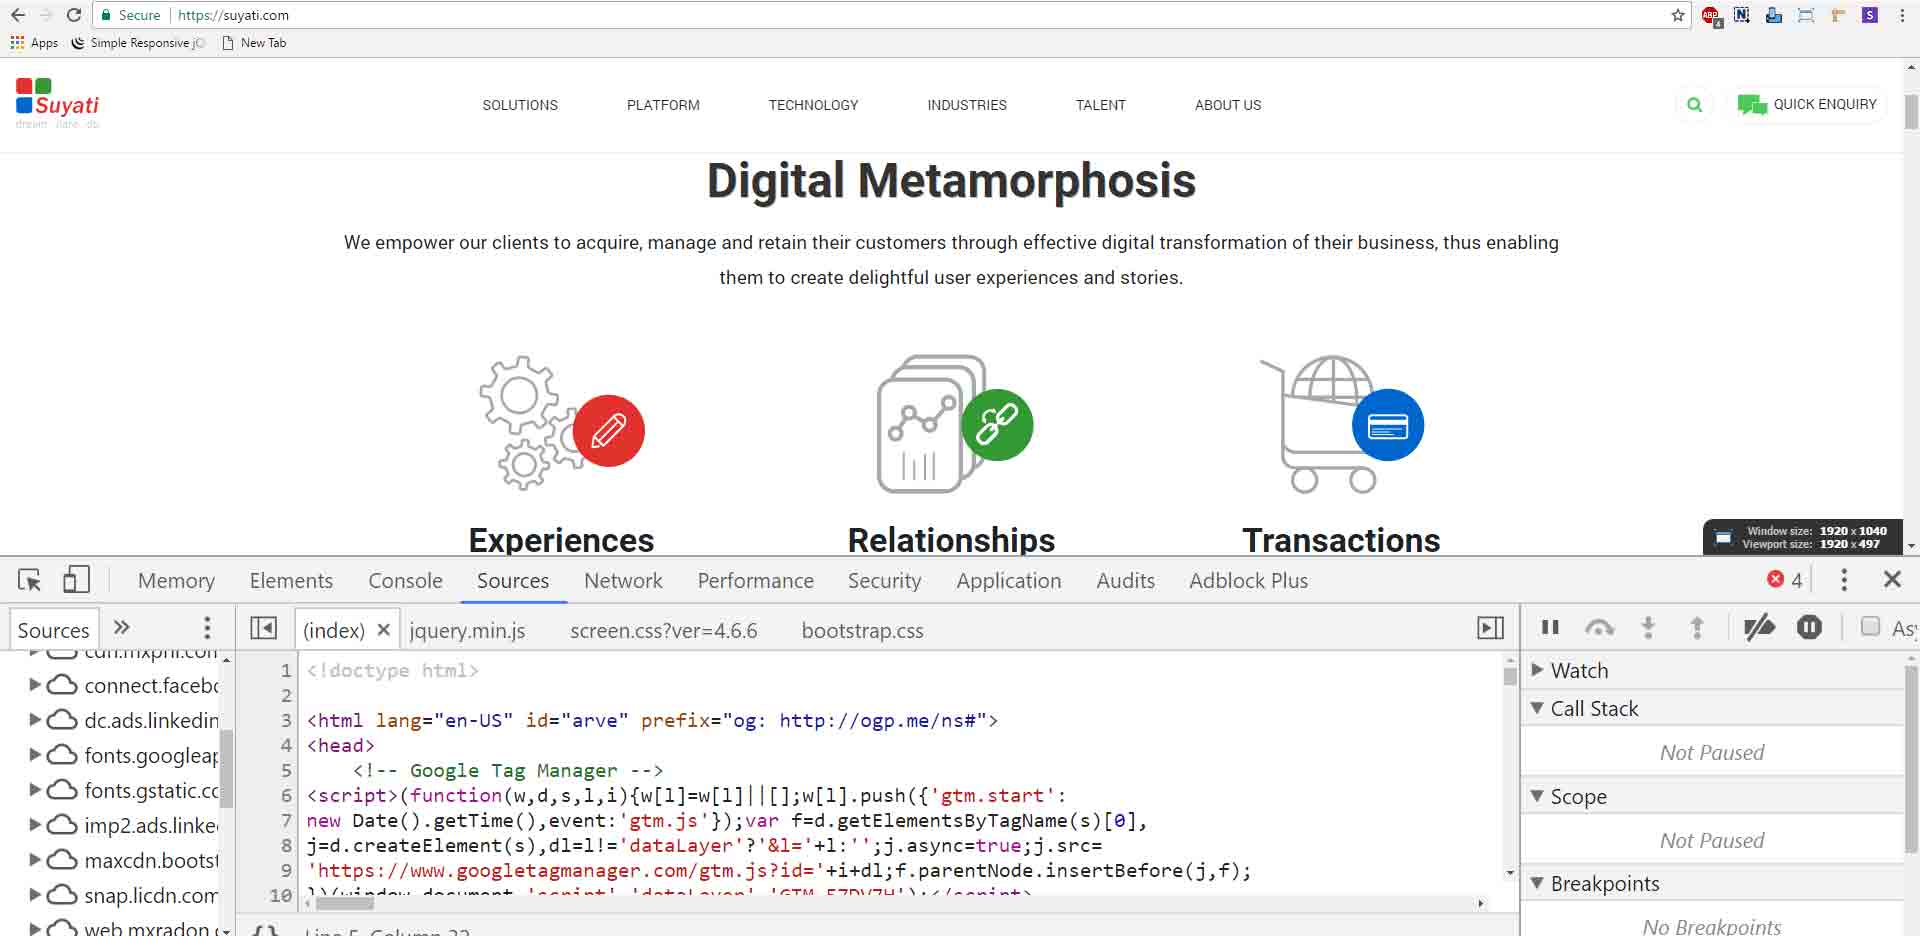 Secure https://suyati.com
Apps Simple Responsive New Tab
Suyati
dream. dare. do.
SOLUTIONS PLATFORM TECHNOLOGY INDUSTRIES TALENT ABOUT US QUICK ENQUIRY
Digital Metamorphosis
We empower our clients to acquire, manage and retain their customers through effective digital transformation of their business, thus enabling
them to create delightful user experiences and stories.
Experiences Relationships Transactions
Window size: 1920 x 1040
Viewport size: 1920 x 497
Memory Elements Console Sources Network Performance Security Application Audits Adblock Plus 4
Sources (index) jquery.min.js screen.css?ver=4.6.6 bootstrap.css
connect.facebo
dc.ads.linkedin
fonts.googleap
fonts.gstatic.co
imp2.ads.linke
maxcdn.bootst
snap.licdn.com
web.mxradon.
1 <!doctype html>
2
3 <html lang="en-US" id="arve" prefix="og: http://ogp.me/ns#">
4 <head>
5 <!-- Google Tag Manager -->
6 <script>(function(w,d,s,l,i){w[l]=w[l]||[];w[l].push({'gtm.start':
7 new Date().getTime(),event:'gtm.js'});var f=d.getElementsByTagName(s)[0],
8 j=d.createElement(s),dl=l!='dataLayer'?'&l='+l:'';j.async=true;j.src=
9 'https://www.googletagmanager.com/gtm.js?id='+i+dl;f.parentNode.insertBefore(j,f);
10
Watch
Call Stack
Not Paused
Scope
Not Paused
Breakpoints
No Breakpoints